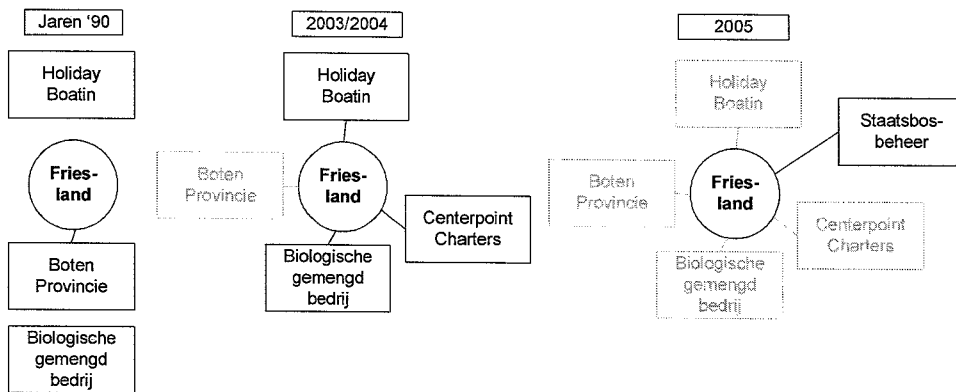 Jaren '90
Holiday
Boatin
Fries-
land
Boten
Provincie
Biologische
gemengd
bedrij
2003/2004
Holiday
Boatin
Boten
Provincie
Fries-
land
Centerpoint
Charters
Biologische
gemengd
bedrij
2005
Holiday
Boatin
Staatsbos-
beheer
Boten
Provincie
Fries-
land
Centerpoint
Charters
Biologische
gemengd
bedrij